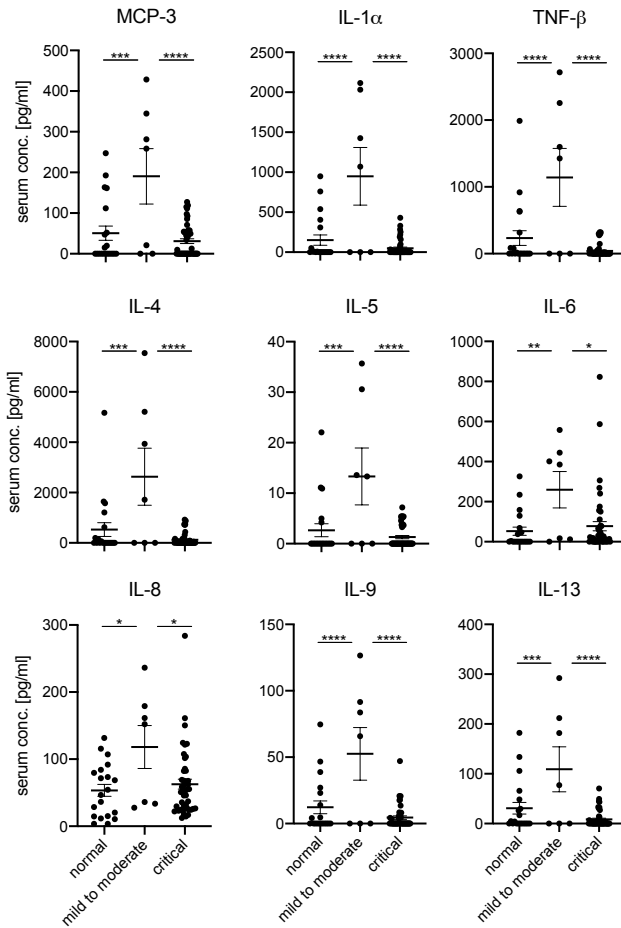 MCP-3 IL-1α TNF-β
serum conc. [pg/ml]
500 400 300 200 100 0
*** ****
2500 2000 1500 1000 500 0
**** ****
3000 2000 1000 0
**** ****
IL-4 IL-5 IL-6
serum conc. [pg/ml]
8000 6000 4000 2000 0
*** ****
40 30 20 10 0
*** ****
1000 800 600 400 200 0
** *
IL-8 IL-9 IL-13
serum conc. [pg/ml]
300 200 100 0
* *
150 100 50 0
**** ****
400 300 200 100 0
*** ****
normal mild to moderate critical
normal mild to moderate critical
normal mild to moderate critical